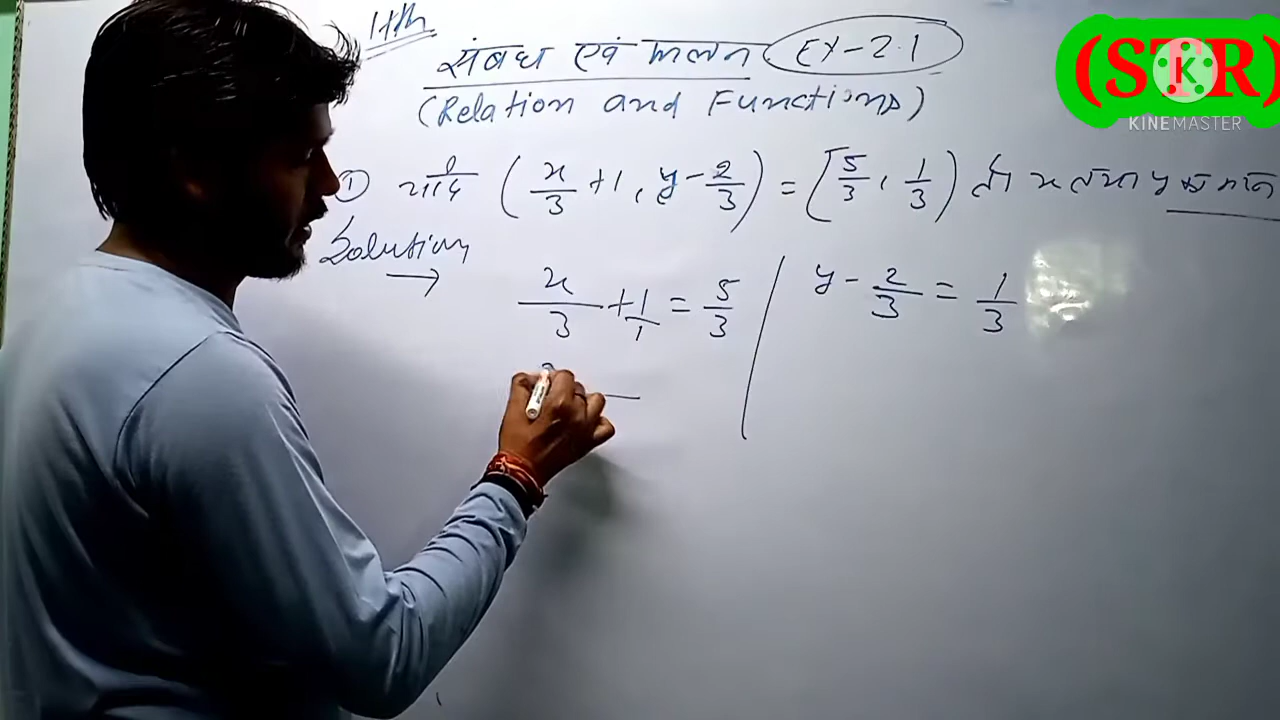 11th
संबंध एवं फलन Ex-2.1
(Relation and Functions)
(STR)
K
KINEMASTER
① यदि (x/3 + 1, y - 2/3) = (5/3, 1/3) तो x तथा y
Solution
→ x/3 + 1/1 = 5/3 / y - 2/3 = 1/3